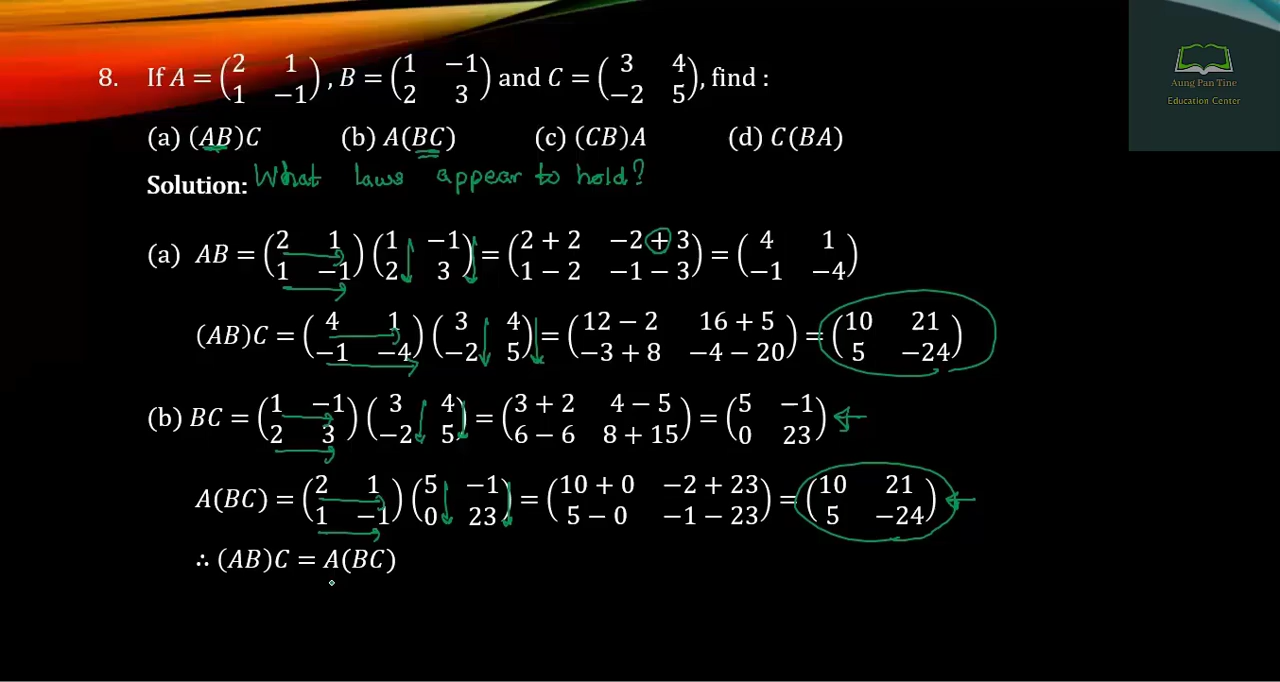 Aung Pan Tine
Education Center
8. If A = (2 1; 1 −1), B = (1 −1; 2 3) and C = (3 4; −2 5), find :
(a) (AB)C (b) A(BC) (c) (CB)A (d) C(BA)
Solution: What laws appear to hold?
(a) AB = (2 1; 1 −1)(1 −1; 2 3) = (2 + 2 −2 + 3; 1 − 2 −1 − 3) = (4 1; −1 −4)
(AB)C = (4 1; −1 −4)(3 4; −2 5) = (12 − 2 16 + 5; −3 + 8 −4 − 20) = (10 21; 5 −24)
(b) BC = (1 −1; 2 3)(3 4; −2 5) = (3 + 2 4 − 5; 6 − 6 8 + 15) = (5 −1; 0 23)
A(BC) = (2 1; 1 −1)(5 −1; 0 23) = (10 + 0 −2 + 23; 5 − 0 −1 − 23) = (10 21; 5 −24)
∴ (AB)C = A(BC)